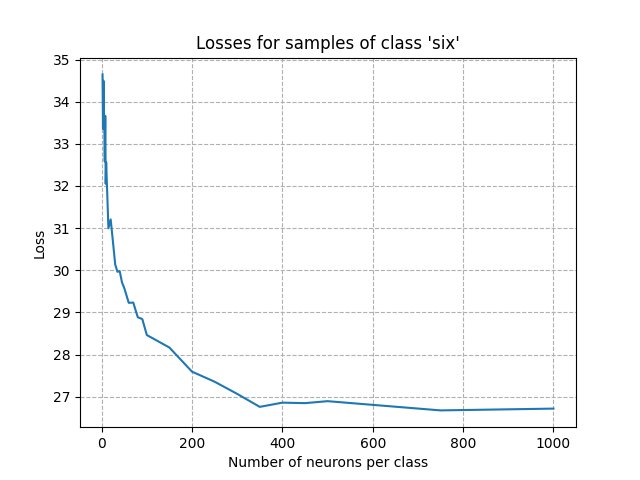 Losses for samples of class 'six'
Loss
35
34
33
32
31
30
29
28
27
0 200 400 600 800 1000
Number of neurons per class